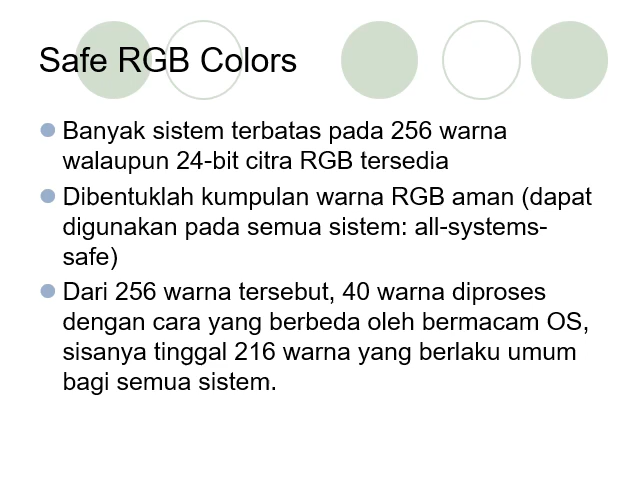 Safe RGB Colors
Banyak sistem terbatas pada 256 warna
walaupun 24-bit citra RGB tersedia
Dibentuklah kumpulan warna RGB aman (dapat
digunakan pada semua sistem: all-systems-
safe)
Dari 256 warna tersebut, 40 warna diproses
dengan cara yang berbeda oleh bermacam OS,
sisanya tinggal 216 warna yang berlaku umum
bagi semua sistem.